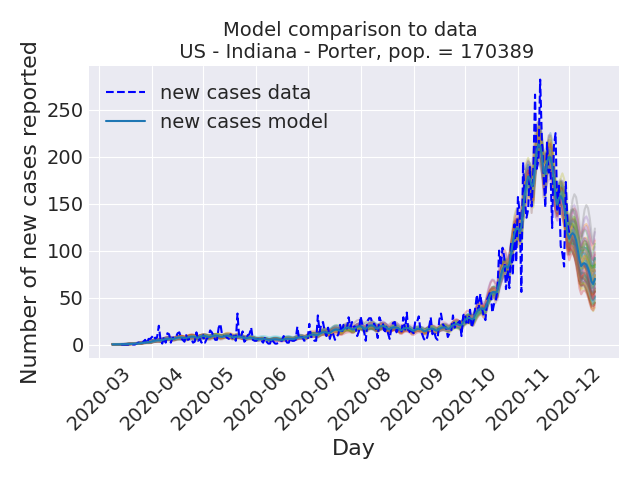 Model comparison to data
US - Indiana - Porter, pop. = 170389
Number of new cases reported
new cases data
new cases model
250
200
150
100
50
0
2020-03
2020-04
2020-05
2020-06
2020-07
2020-08
2020-09
2020-10
2020-11
2020-12
Day